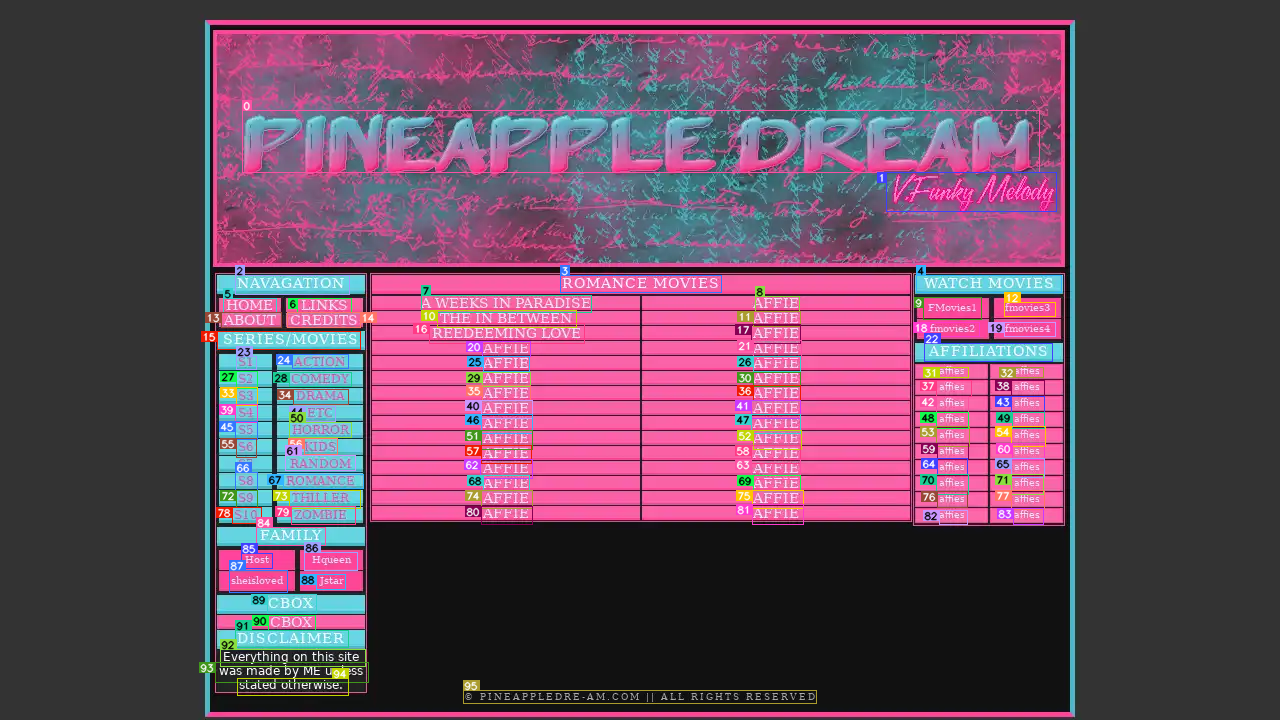 PINEAPPLE DREAM
V.Funky Melody
NAVAGATION
HOME LINKS
ABOUT CREDITS
SERIES/MOVIES
S1 ACTION
S2 COMEDY
S3 DRAMA
S4 ETC
S5 HORROR
S6 KIDS
S7 RANDOM
S8 ROMANCE
S9 THILLER
S10 ZOMBIE
FAMILY
Host Hqueen
sheisloved Jstar
CBOX
CBOX
DISCLAIMER
Everything on this site
was made by ME unless
stated otherwise.
ROMANCE MOVIES
A WEEKS IN PARADISE AFFIE
THE IN BETWEEN AFFIE
REEDEEMING LOVE AFFIE
AFFIE AFFIE
AFFIE AFFIE
AFFIE AFFIE
AFFIE AFFIE
AFFIE AFFIE
AFFIE AFFIE
AFFIE AFFIE
AFFIE AFFIE
AFFIE AFFIE
AFFIE AFFIE
AFFIE AFFIE
AFFIE AFFIE
WATCH MOVIES
FMovies1 fmovies3
fmovies2 fmovies4
AFFILIATIONS
affies affies
affies affies
affies affies
affies affies
affies affies
affies affies
affies affies
affies affies
affies affies
affies affies
© PINEAPPLEDRE-AM.COM || ALL RIGHTS RESERVED